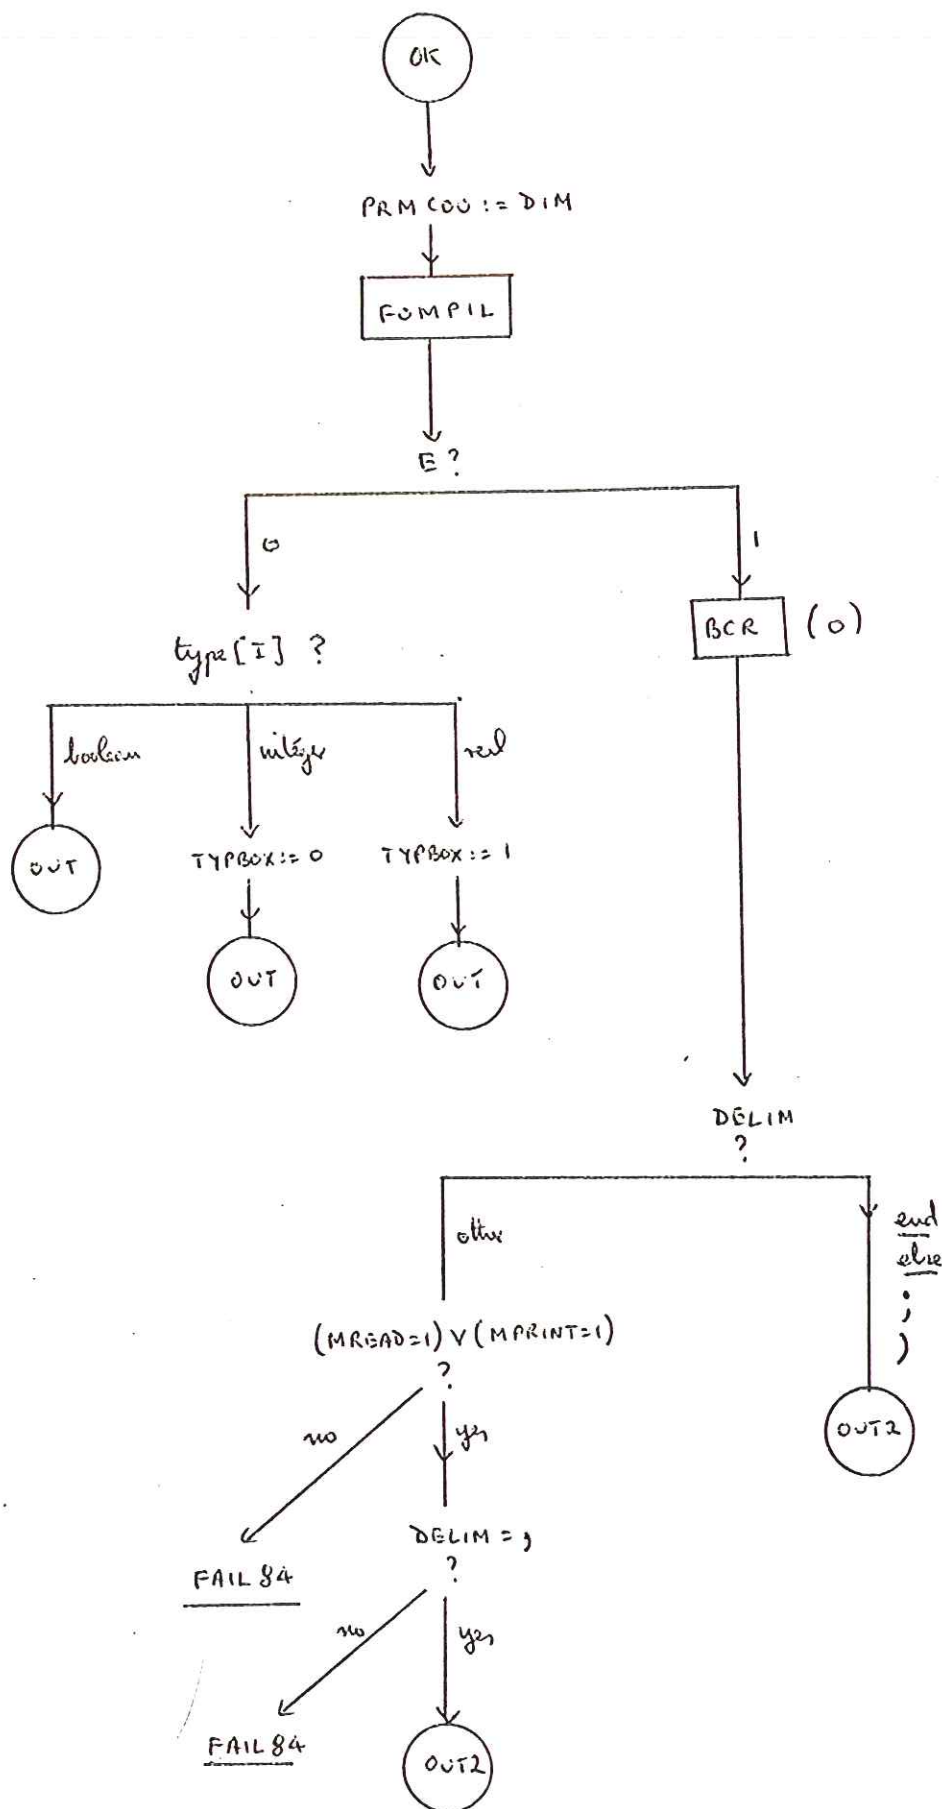 OK
PRMCOU := DIM
FOMPIL
E ?
0
1
BCR (0)
type[I] ?
boolean
integer
real
OUT
TYPBOX := 0
TYPBOX := 1
OUT
OUT
DELIM
?
other
end
else
;
)
(MREAD=1) V (MPRINT=1)
?
OUT2
no
yes
DELIM = ,
?
FAIL 84
no
yes
FAIL 84
OUT2